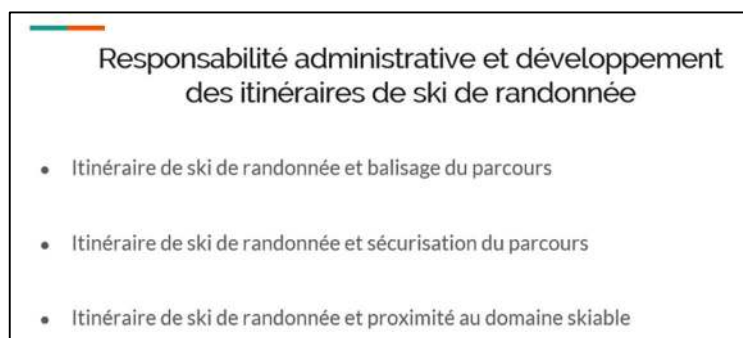 Responsabilité administrative et développement
des itinéraires de ski de randonnée
• Itinéraire de ski de randonnée et balisage du parcours
• Itinéraire de ski de randonnée et sécurisation du parcours
• Itinéraire de ski de randonnée et proximité au domaine skiable